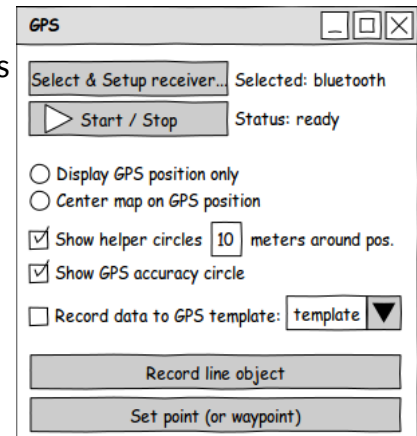 GPS
s
Select & Setup receiver... Selected: bluetooth
Start / Stop Status: ready
Display GPS position only
Center map on GPS position
Show helper circles 10 meters around pos.
Show GPS accuracy circle
Record data to GPS template: template
Record line object
Set point (or waypoint)